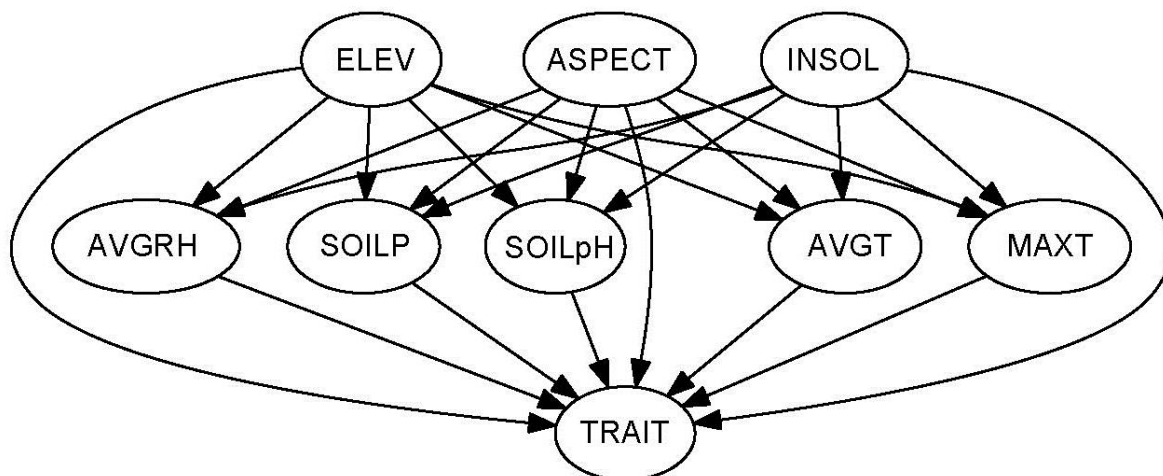 ELEV ASPECT INSOL
AVGRH SOILP SOILpH AVGT MAXT
TRAIT